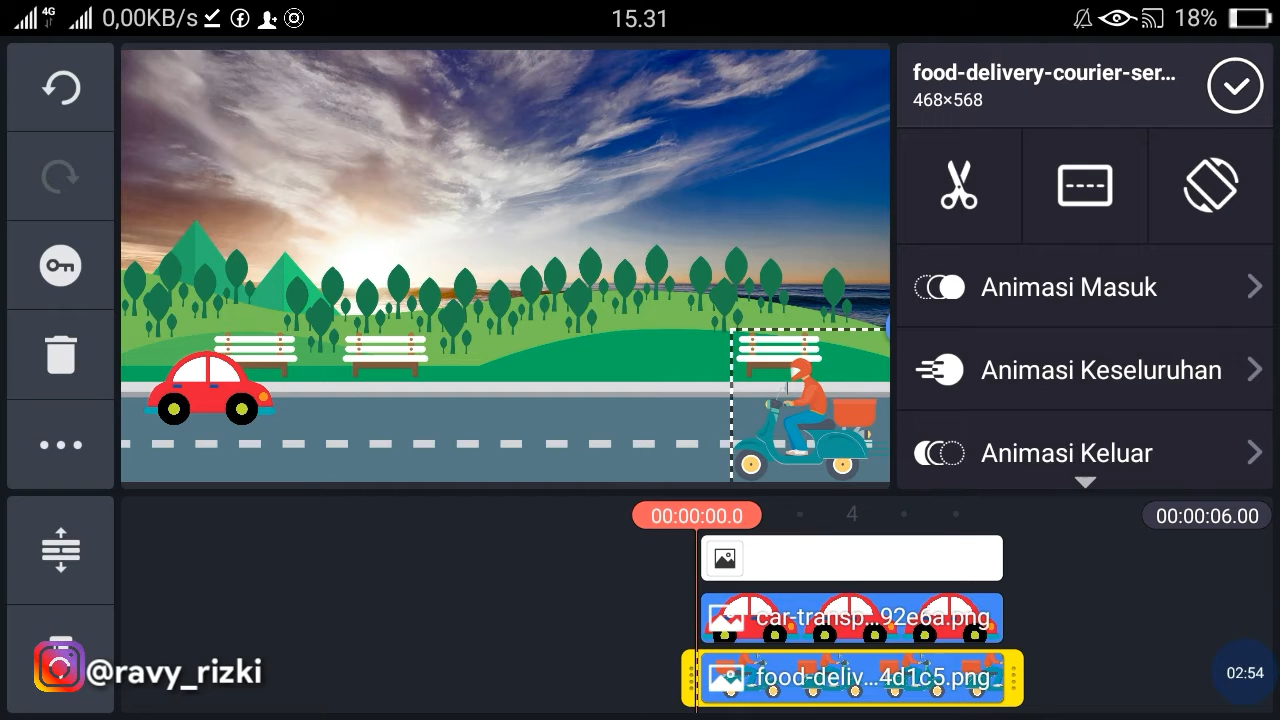 4G 0,00KB/s 15.31 18%
food-delivery-courier-ser...
468×568
Animasi Masuk
Animasi Keseluruhan
Animasi Keluar
00:00:00.0 4 00:00:06.00
car-transp...92e6a.png
food-deliv...4d1c5.png
@ravy_rizki
02:54